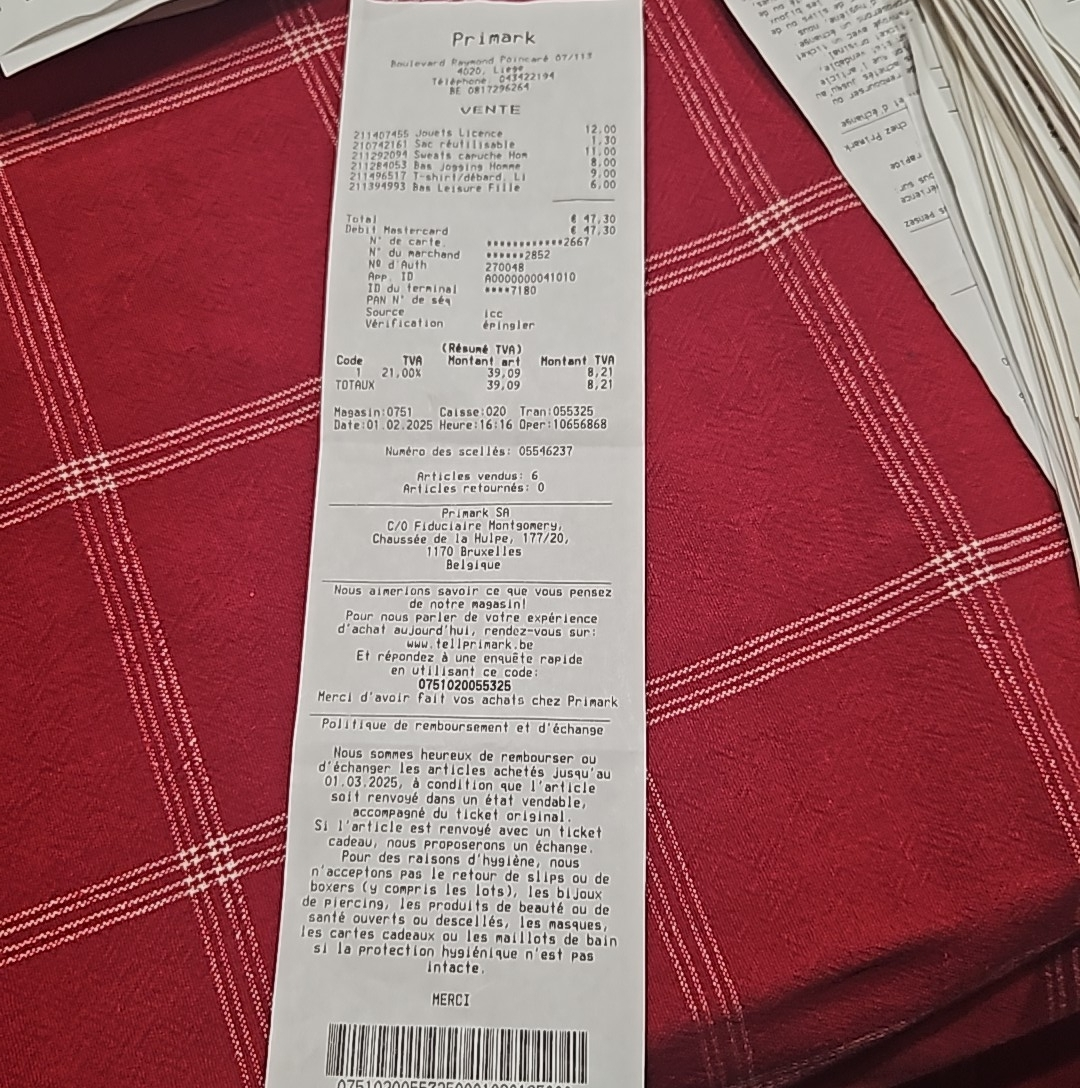 Primark
Boulevard Raymond Poincaré 07/113
4020, Liege
Téléphone, 043422194
BE 0817296264
VENTE
211407455 Jouets Licence 12,00
210742161 Sac réutilisable 1,30
211292094 Sweats capuche Hom 11,00
211284053 Bas Jogging Homme 8,00
211496517 T-shirt/débard. Li 9,00
211394993 Bas Leisure Fille 6,00
Total € 47,30
Debit Mastercard € 47,30
N° de carte ************2667
N° du marchand ******2852
Nº d'Auth 270048
App. ID A0000000041010
ID du terminal ****7180
PAN N° de séq
Source icc
Vérification épingler
(Résumé TVA)
Code TVA Montant art Montant TVA
1 21,00% 39,09 8,21
TOTAUX 39,09 8,21
Magasin:0751 Caisse:020 Tran:055325
Date:01.02.2025 Heure:16:16 Oper:10656868
Numéro des scellés: 05546237
Articles vendus: 6
Articles retournés: 0
Primark SA
C/O Fiduciaire Montgomery,
Chaussée de la Hulpe, 177/20,
1170 Bruxelles
Belgique
Nous aimerions savoir ce que vous pensez
de notre magasin!
Pour nous parler de votre expérience
d'achat aujourd'hui, rendez-vous sur:
www.tellprimark.be
Et répondez à une enquête rapide
en utilisant ce code:
0751020055325
Merci d'avoir fait vos achats chez Primark
Politique de remboursement et d'échange
Nous sommes heureux de rembourser ou
d'échanger les articles achetés jusqu'au
01.03.2025, à condition que l'article
soit renvoyé dans un état vendable,
accompagné du ticket original.
Si l'article est renvoyé avec un ticket
cadeau, nous proposerons un échange.
Pour des raisons d'hygiène, nous
n'acceptons pas le retour de slips ou de
boxers (y compris les lots), les bijoux
de piercing, les produits de beauté ou de
santé ouverts ou descellés, les masques,
les cartes cadeaux ou les maillots de bain
si la protection hygiénique n'est pas
intacte.
MERCI